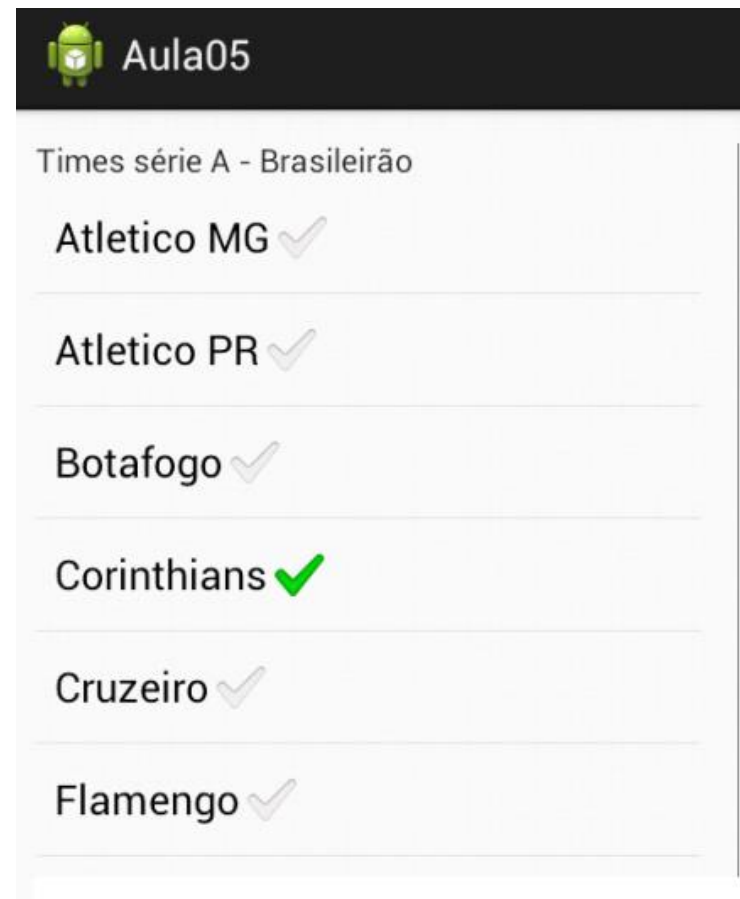 Aula05
Times série A - Brasileirão
Atletico MG
Atletico PR
Botafogo
Corinthians
Cruzeiro
Flamengo